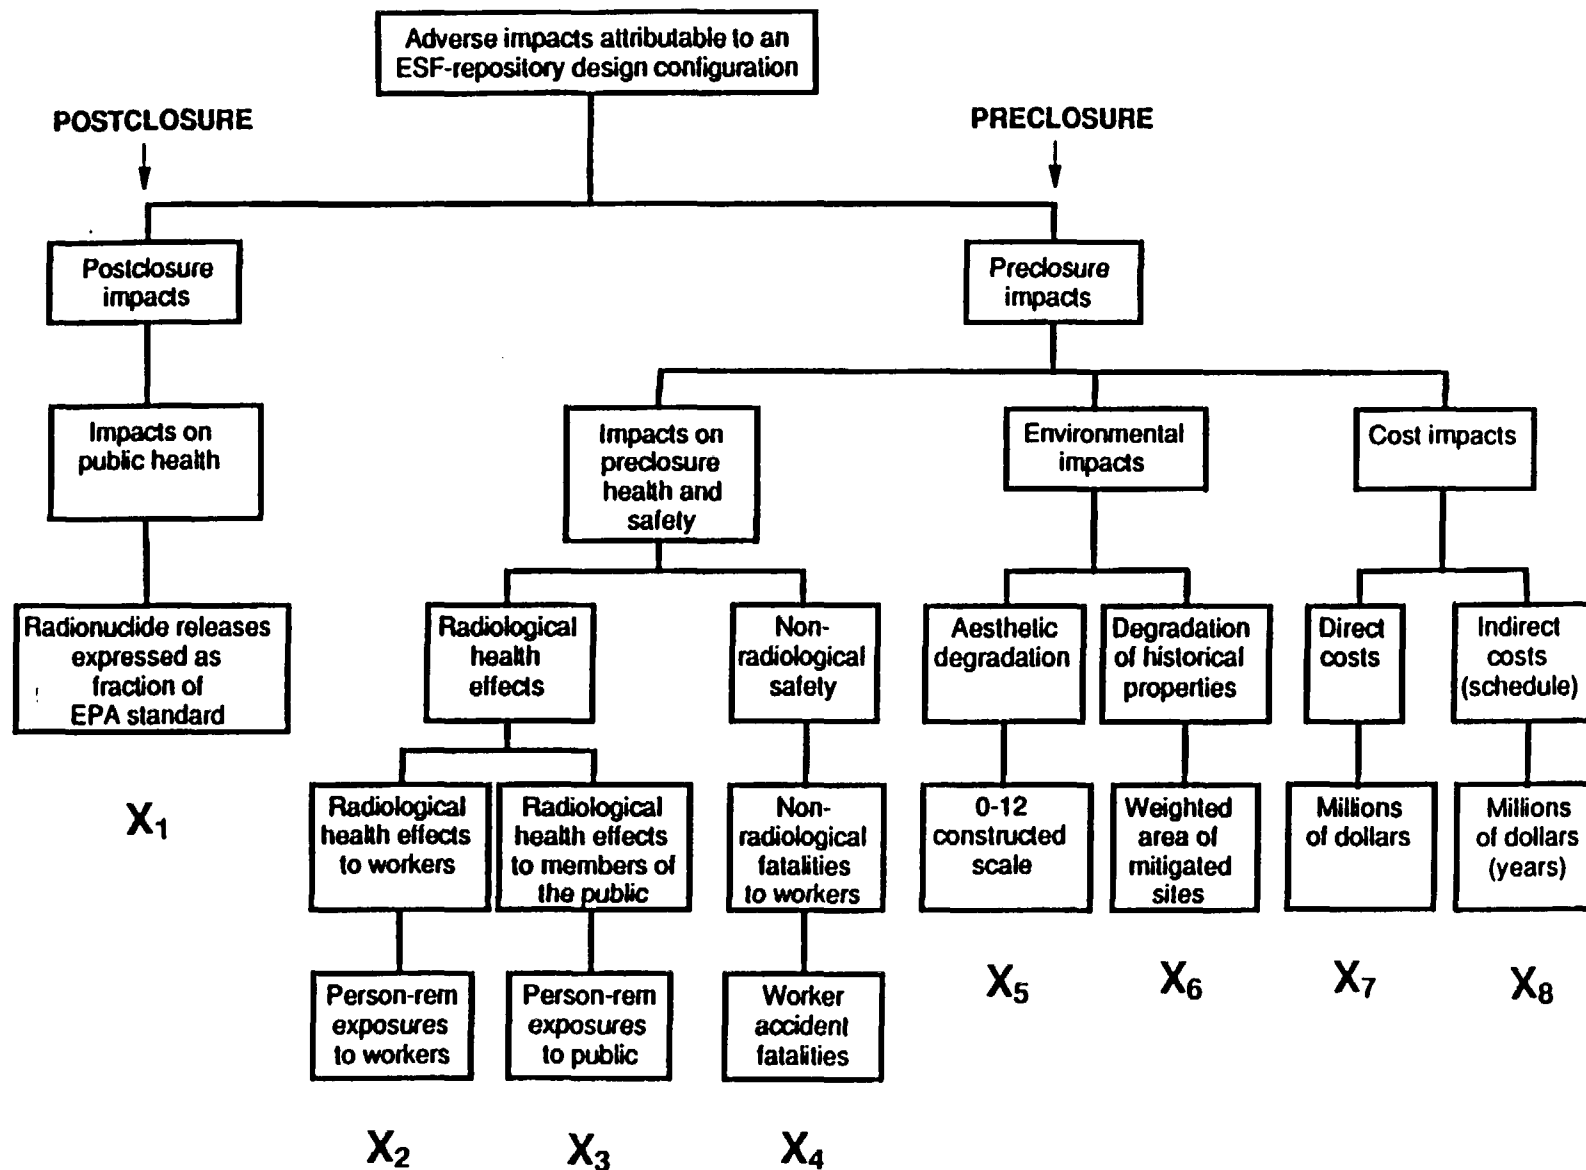 Adverse impacts attributable to an
ESF-repository design configuration
POSTCLOSURE
PRECLOSURE
Postclosure
impacts
Preclosure
impacts
Impacts on
public health
Impacts on
preclosure
health and
safety
Environmental
impacts
Cost impacts
Radionuclide releases
expressed as
fraction of
EPA standard
Radiological
health
effects
Non-
radiological
safety
Aesthetic
degradation
Degradation
of historical
properties
Direct
costs
Indirect
costs
(schedule)
X1
Radiological
health effects
to workers
Radiological
health effects
to members of
the public
Non-
radiological
fatalities
to workers
0-12
constructed
scale
Weighted
area of
mitigated
sites
Millions
of dollars
Millions
of dollars
(years)
Person-rem
exposures
to workers
Person-rem
exposures
to public
Worker
accident
fatalities
X5
X6
X7
X8
X2
X3
X4